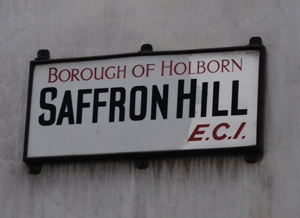 BOROUGH OF HOLBORN
SAFFRON HILL
E.C.1.